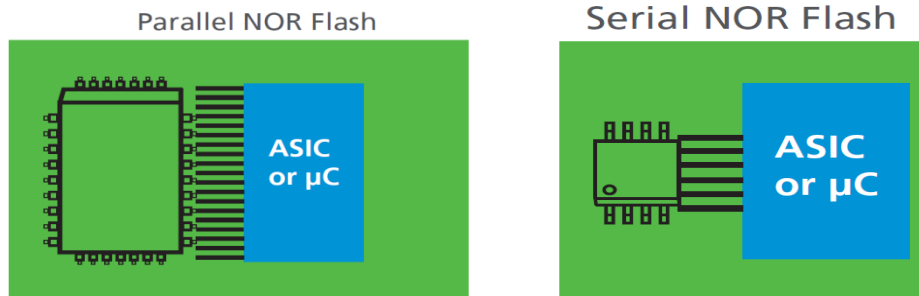 Parallel NOR Flash
Serial NOR Flash
ASIC
or µC
ASIC
or µC